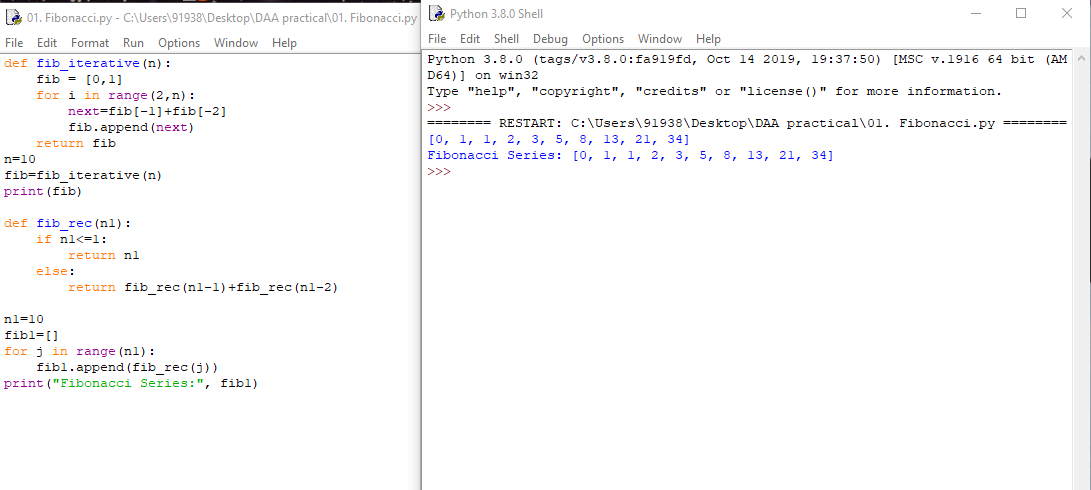 01. Fibonacci.py - C:\Users\91938\Desktop\DAA practical\01. Fibonacci.py
File Edit Format Run Options Window Help
def fib_iterative(n):
    fib = [0,1]
    for i in range(2,n):
        next=fib[-1]+fib[-2]
        fib.append(next)
    return fib
n=10
fib=fib_iterative(n)
print(fib)
def fib_rec(n1):
    if n1<=1:
        return n1
    else:
        return fib_rec(n1-1)+fib_rec(n1-2)
n1=10
fib1=[]
for j in range(n1):
    fib1.append(fib_rec(j))
print("Fibonacci Series:", fib1)
Python 3.8.0 Shell
File Edit Shell Debug Options Window Help
Python 3.8.0 (tags/v3.8.0:fa919fd, Oct 14 2019, 19:37:50) [MSC v.1916 64 bit (AM
D64)] on win32
Type "help", "copyright", "credits" or "license()" for more information.
>>>
======== RESTART: C:\Users\91938\Desktop\DAA practical\01. Fibonacci.py ========
[0, 1, 1, 2, 3, 5, 8, 13, 21, 34]
Fibonacci Series: [0, 1, 1, 2, 3, 5, 8, 13, 21, 34]
>>>